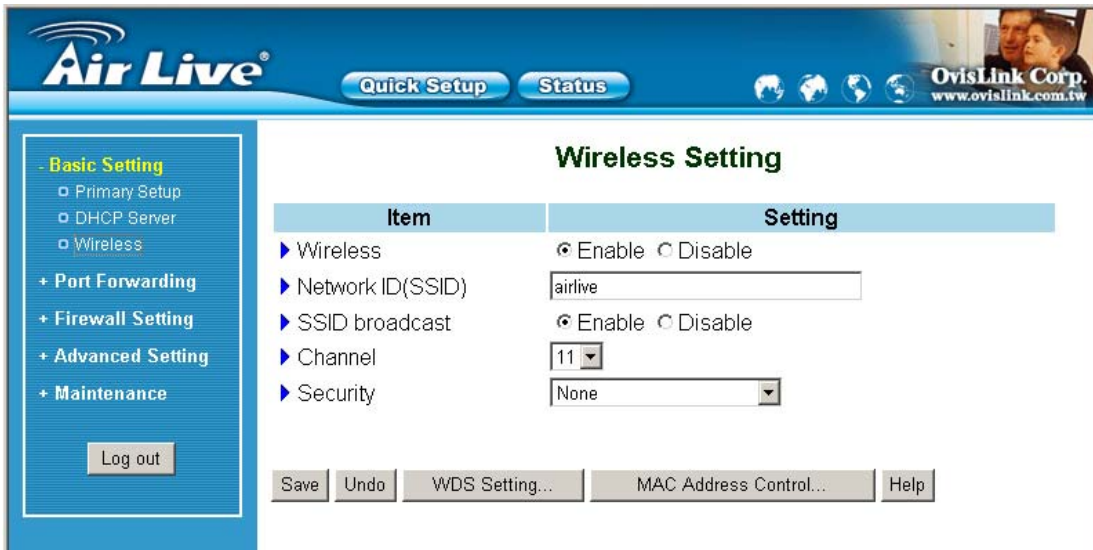 Air Live®
Quick Setup
Status
OvisLink Corp.
www.ovislink.com.tw
- Basic Setting
Primary Setup
DHCP Server
Wireless
+ Port Forwarding
+ Firewall Setting
+ Advanced Setting
+ Maintenance
Log out
Wireless Setting
Item Setting
Wireless Enable Disable
Network ID(SSID) airlive
SSID broadcast Enable Disable
Channel 11
Security None
Save Undo WDS Setting... MAC Address Control... Help